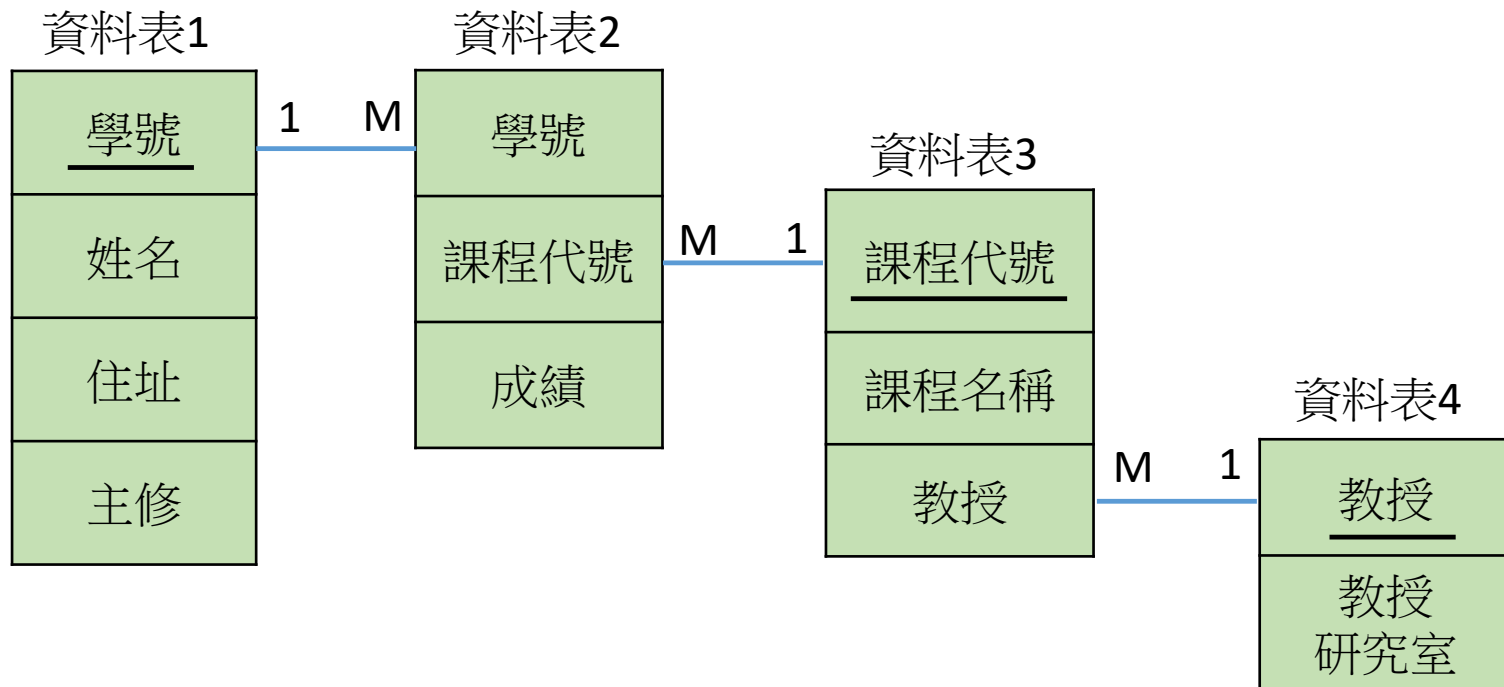 資料表1
學號
姓名
住址
主修
1 M
資料表2
學號
課程代號
成績
M 1
資料表3
課程代號
課程名稱
教授
M 1
資料表4
教授
教授
研究室